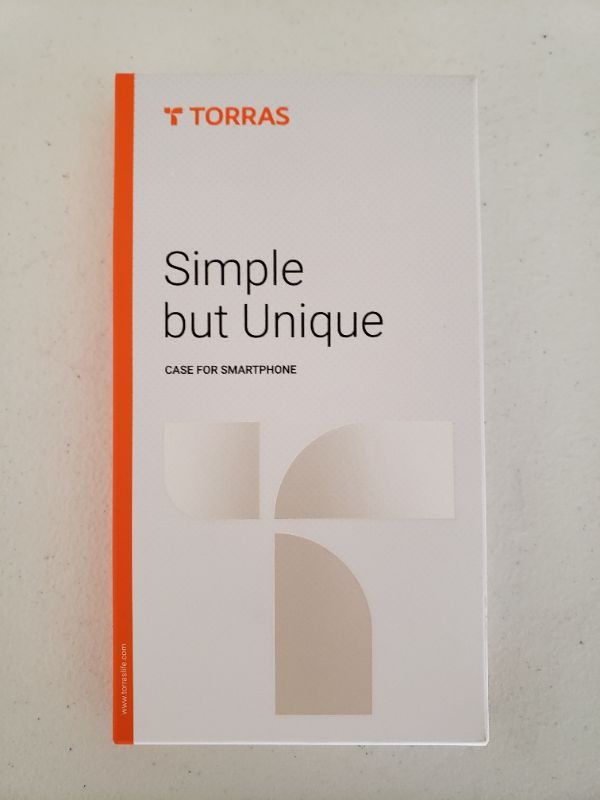 TORRAS
Simple
but Unique
CASE FOR SMARTPHONE
www.torraslife.com